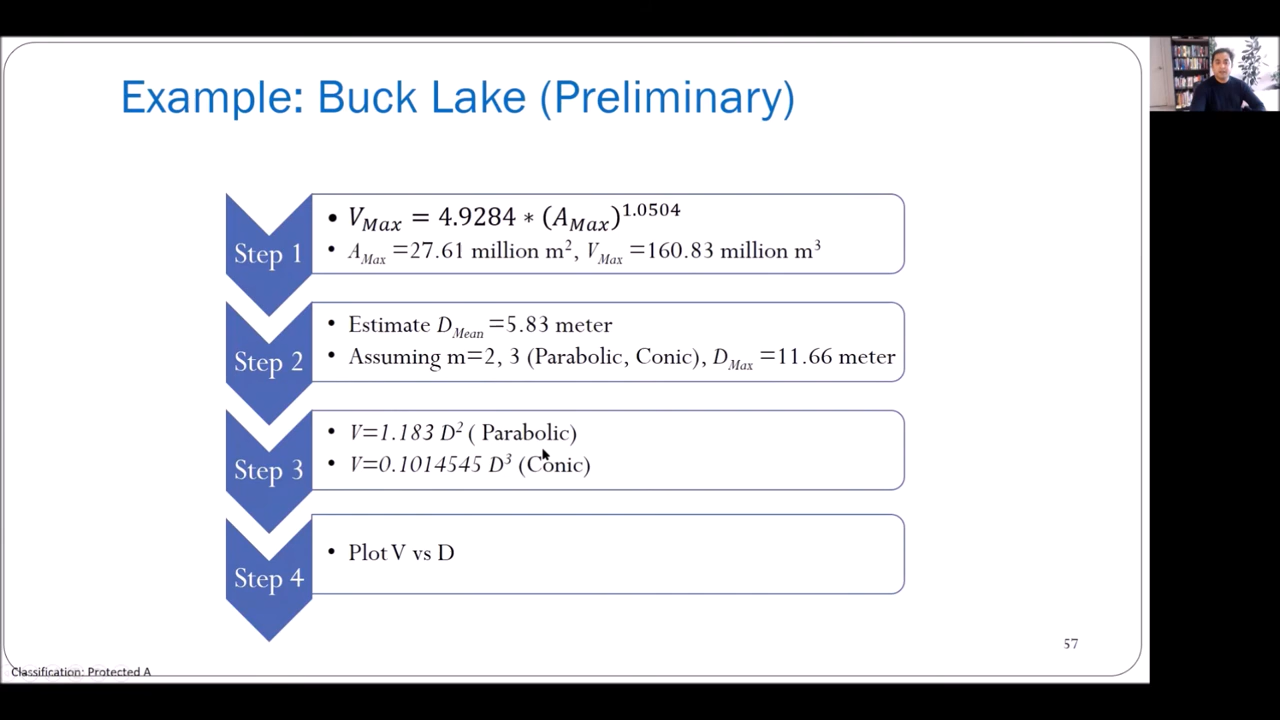 Example: Buck Lake (Preliminary)
Step 1
• V_Max = 4.9284 * (A_Max)^1.0504
• A_Max =27.61 million m², V_Max =160.83 million m³
Step 2
• Estimate D_Mean =5.83 meter
• Assuming m=2, 3 (Parabolic, Conic), D_Max =11.66 meter
Step 3
• V=1.183 D² ( Parabolic)
• V=0.1014545 D³ (Conic)
Step 4
• Plot V vs D
57
Classification: Protected A